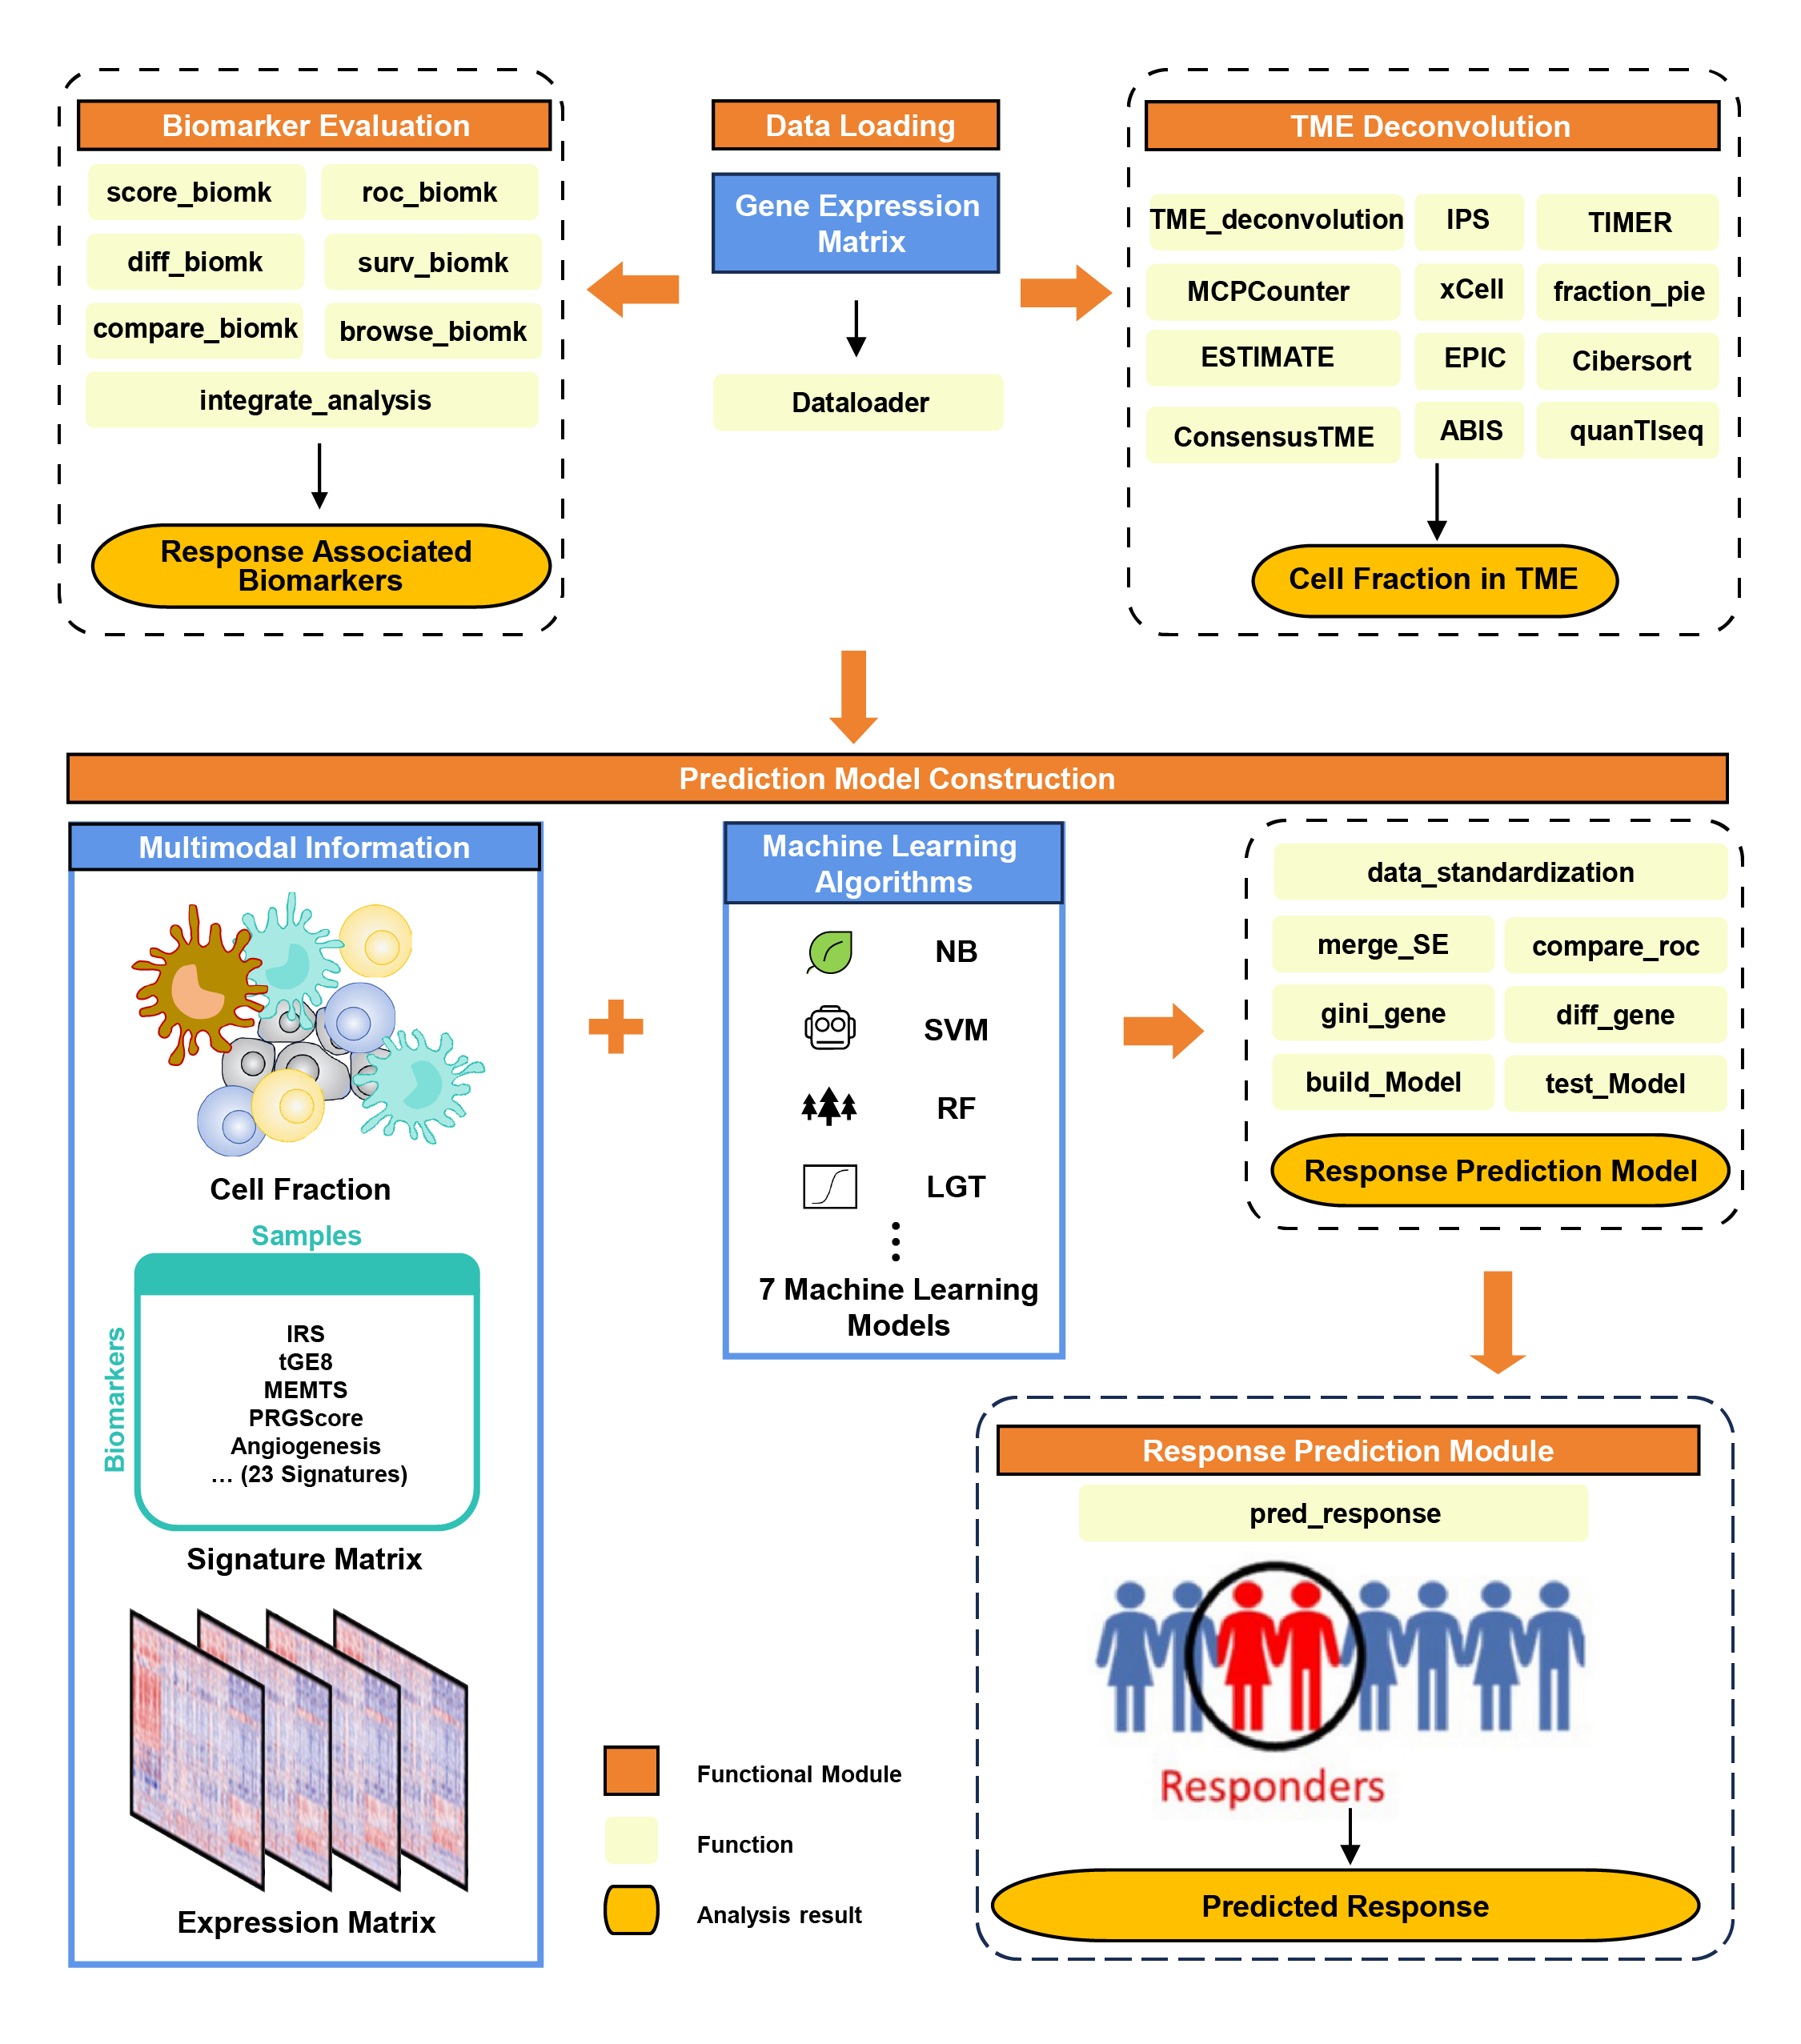 Biomarker Evaluation
score_biomk
roc_biomk
diff_biomk
surv_biomk
compare_biomk
browse_biomk
integrate_analysis
Response Associated
Biomarkers
Data Loading
Gene Expression
Matrix
Dataloader
TME Deconvolution
TME_deconvolution
IPS
TIMER
MCPCounter
xCell
fraction_pie
ESTIMATE
EPIC
Cibersort
ConsensusTME
ABIS
quanTIseq
Cell Fraction in TME
Prediction Model Construction
Multimodal Information
Cell Fraction
Samples
Biomarkers
IRS
tGE8
MEMTS
PRGScore
Angiogenesis
... (23 Signatures)
Signature Matrix
Expression Matrix
Machine Learning
Algorithms
NB
SVM
RF
LGT
7 Machine Learning
Models
data_standardization
merge_SE
compare_roc
gini_gene
diff_gene
build_Model
test_Model
Response Prediction Model
Response Prediction Module
pred_response
Responders
Predicted Response
Functional Module
Function
Analysis result